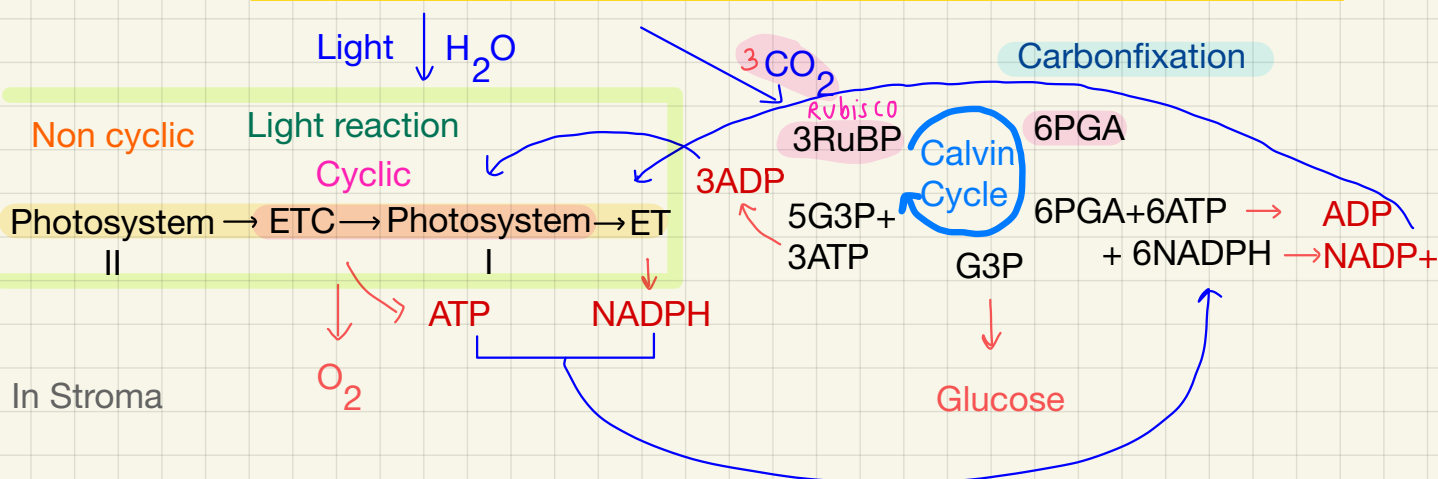 Light H2O
3 CO2
Carbonfixation
Non cyclic
Light reaction
Cyclic
Photosystem II → ETC → Photosystem I → ET
ATP
NADPH
O2
In Stroma
Rubisco
3RuBP
Calvin
Cycle
6PGA
3ADP
5G3P+
3ATP
G3P
6PGA+6ATP → ADP
+ 6NADPH → NADP+
Glucose